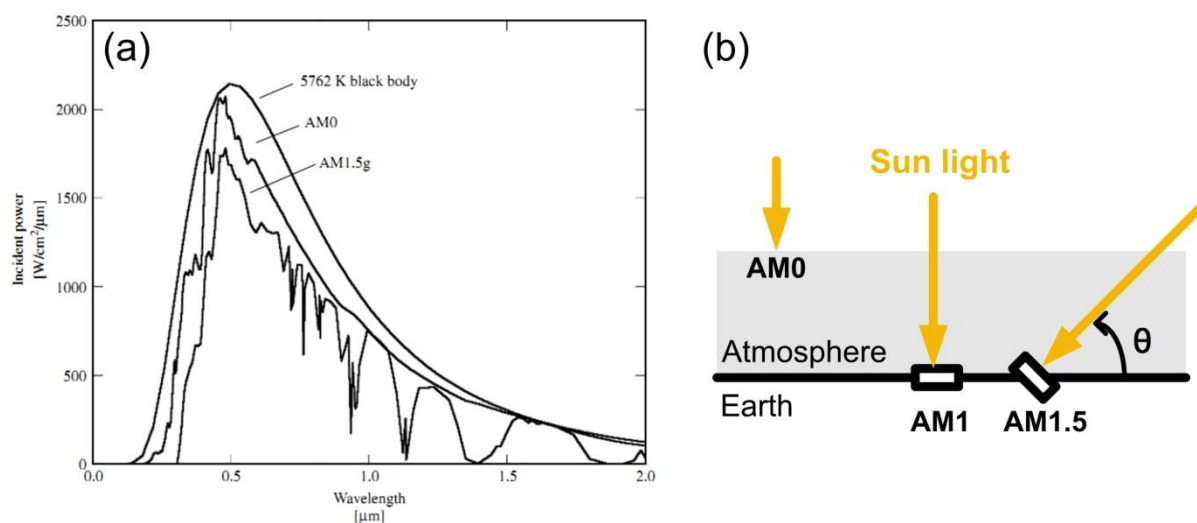 (a)
2500
2000
1500
1000
500
0
Incident power
[W/cm²/μm]
5762 K black body
AM0
AM1.5g
0.0
0.5
1.0
1.5
2.0
Wavelength
[μm]
(b)
Sun light
AM0
Atmosphere
θ
Earth
AM1
AM1.5